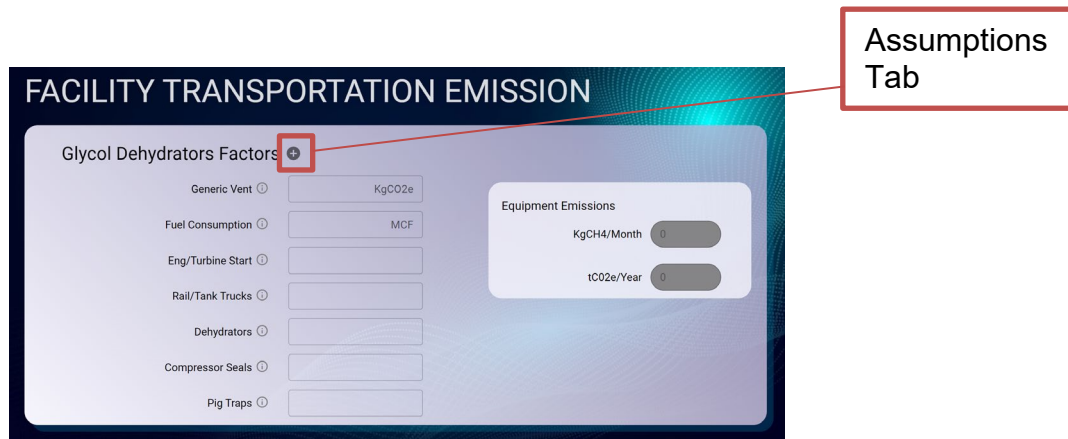 Assumptions
Tab
FACILITY TRANSPORTATION EMISSION
Glycol Dehydrators Factors
Generic Vent KgCO2e
Fuel Consumption MCF
Eng/Turbine Start
Rail/Tank Trucks
Dehydrators
Compressor Seals
Pig Traps
Equipment Emissions
KgCH4/Month 0
tC02e/Year 0